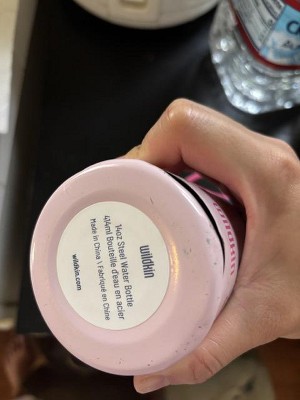 wildkin
14oz Steel Water Bottle
414ml Bouteille d'eau en acier
Made in China \ Fabriqué en Chine
wildkin.com